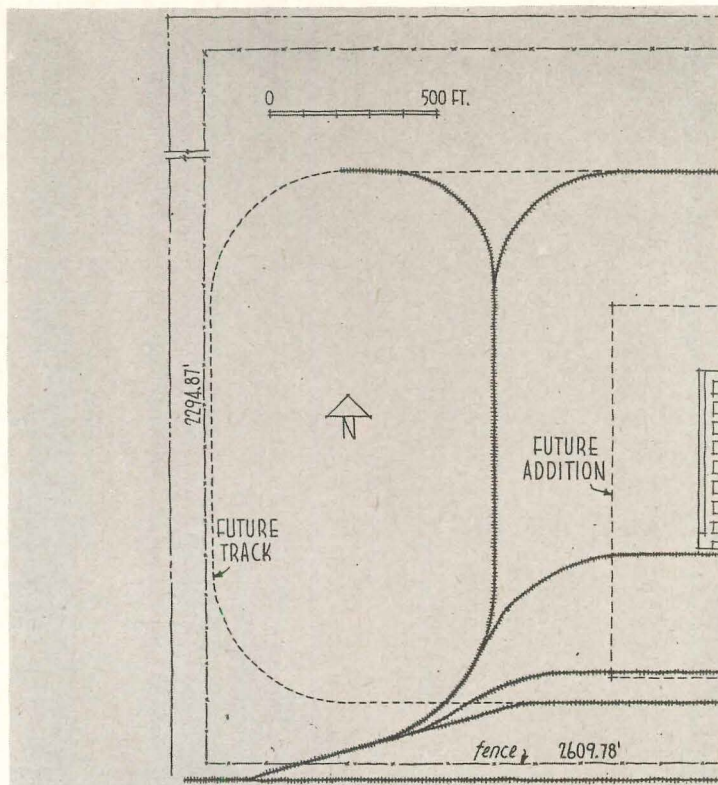 0 500 FT.
2294.87'
N
FUTURE
ADDITION
FUTURE
TRACK
fence 2609.78'